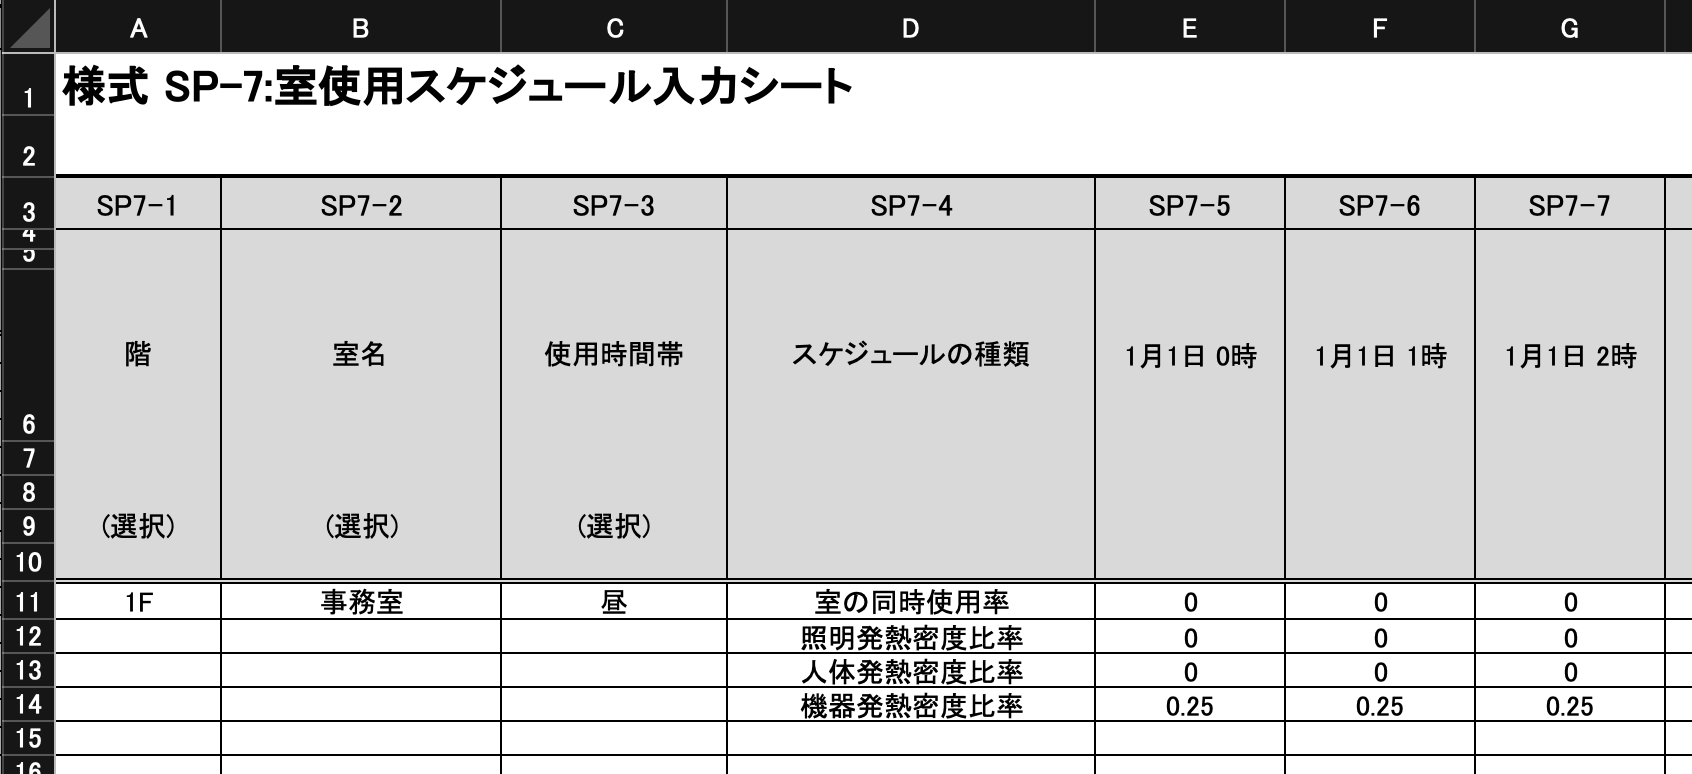 A B C D E F G
1 様式 SP-7:室使用スケジュール入力シート
2
3 SP7-1 SP7-2 SP7-3 SP7-4 SP7-5 SP7-6 SP7-7
4
5
階 室名 使用時間帯 スケジュールの種類 1月1日 0時 1月1日 1時 1月1日 2時
6
7
8
9 (選択) (選択) (選択)
10
11 1F 事務室 昼 室の同時使用率 0 0 0
12 照明発熱密度比率 0 0 0
13 人体発熱密度比率 0 0 0
14 機器発熱密度比率 0.25 0.25 0.25
15
16